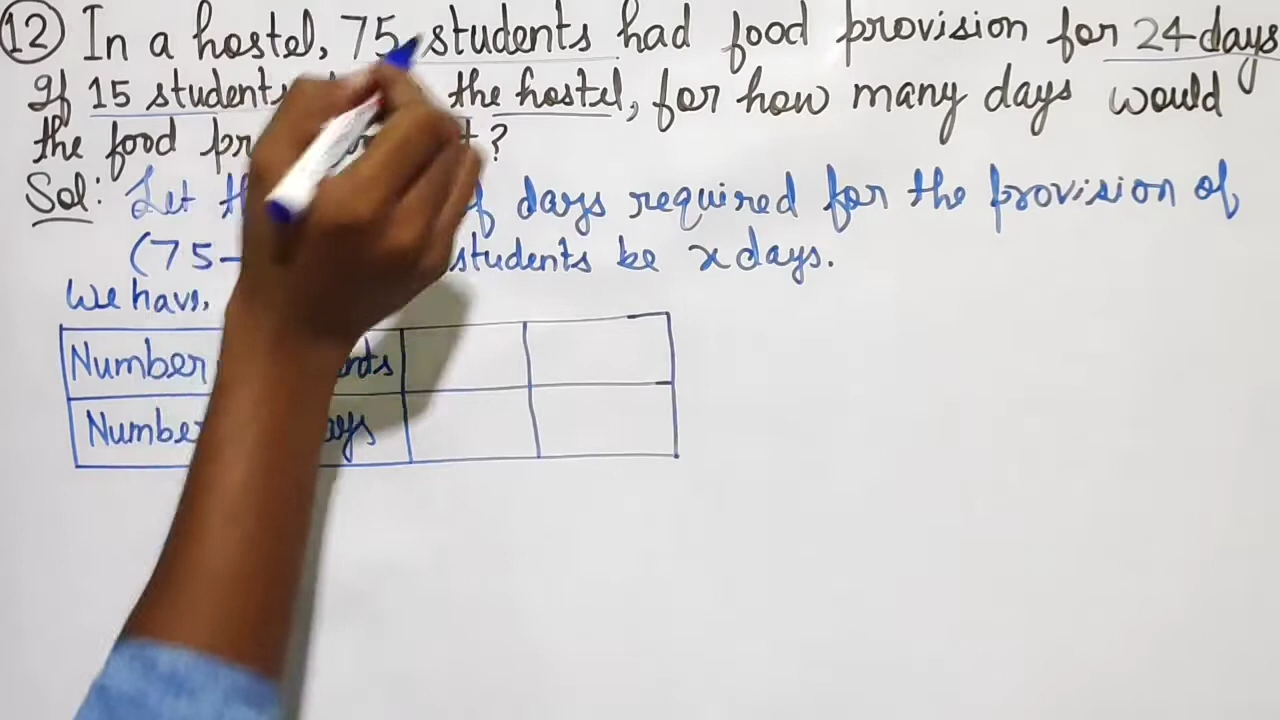 12 In a hostel, 75 students had food provision for 24 days
If 15 students the hostel, for how many days would
the food ?
Sol: Let days required for the provision of
(75- students be x days.
We have,
Number
Number